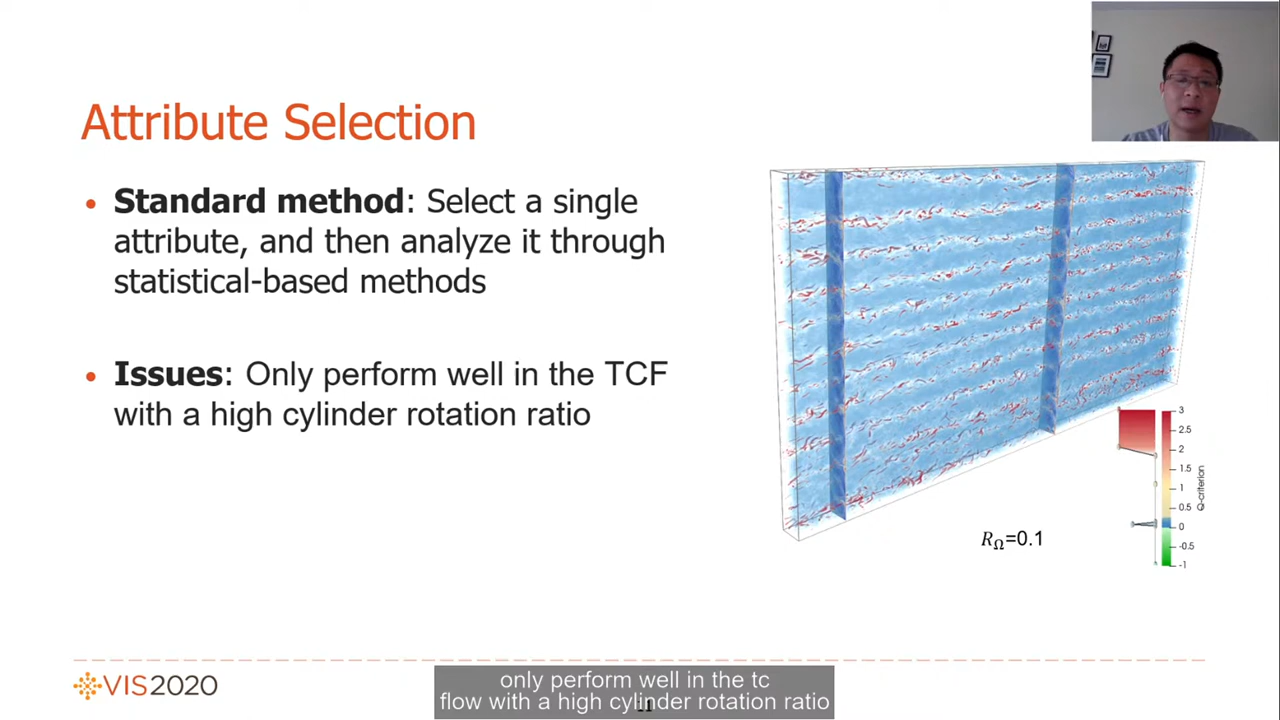 Attribute Selection
• Standard method: Select a single
attribute, and then analyze it through
statistical-based methods
• Issues: Only perform well in the TCF
with a high cylinder rotation ratio
3
2.5
2
1.5
1
0.5
0
-0.5
-1
Q-criterion
R_Ω=0.1
VIS2020
only perform well in the tc
flow with a high cylinder rotation ratio
11